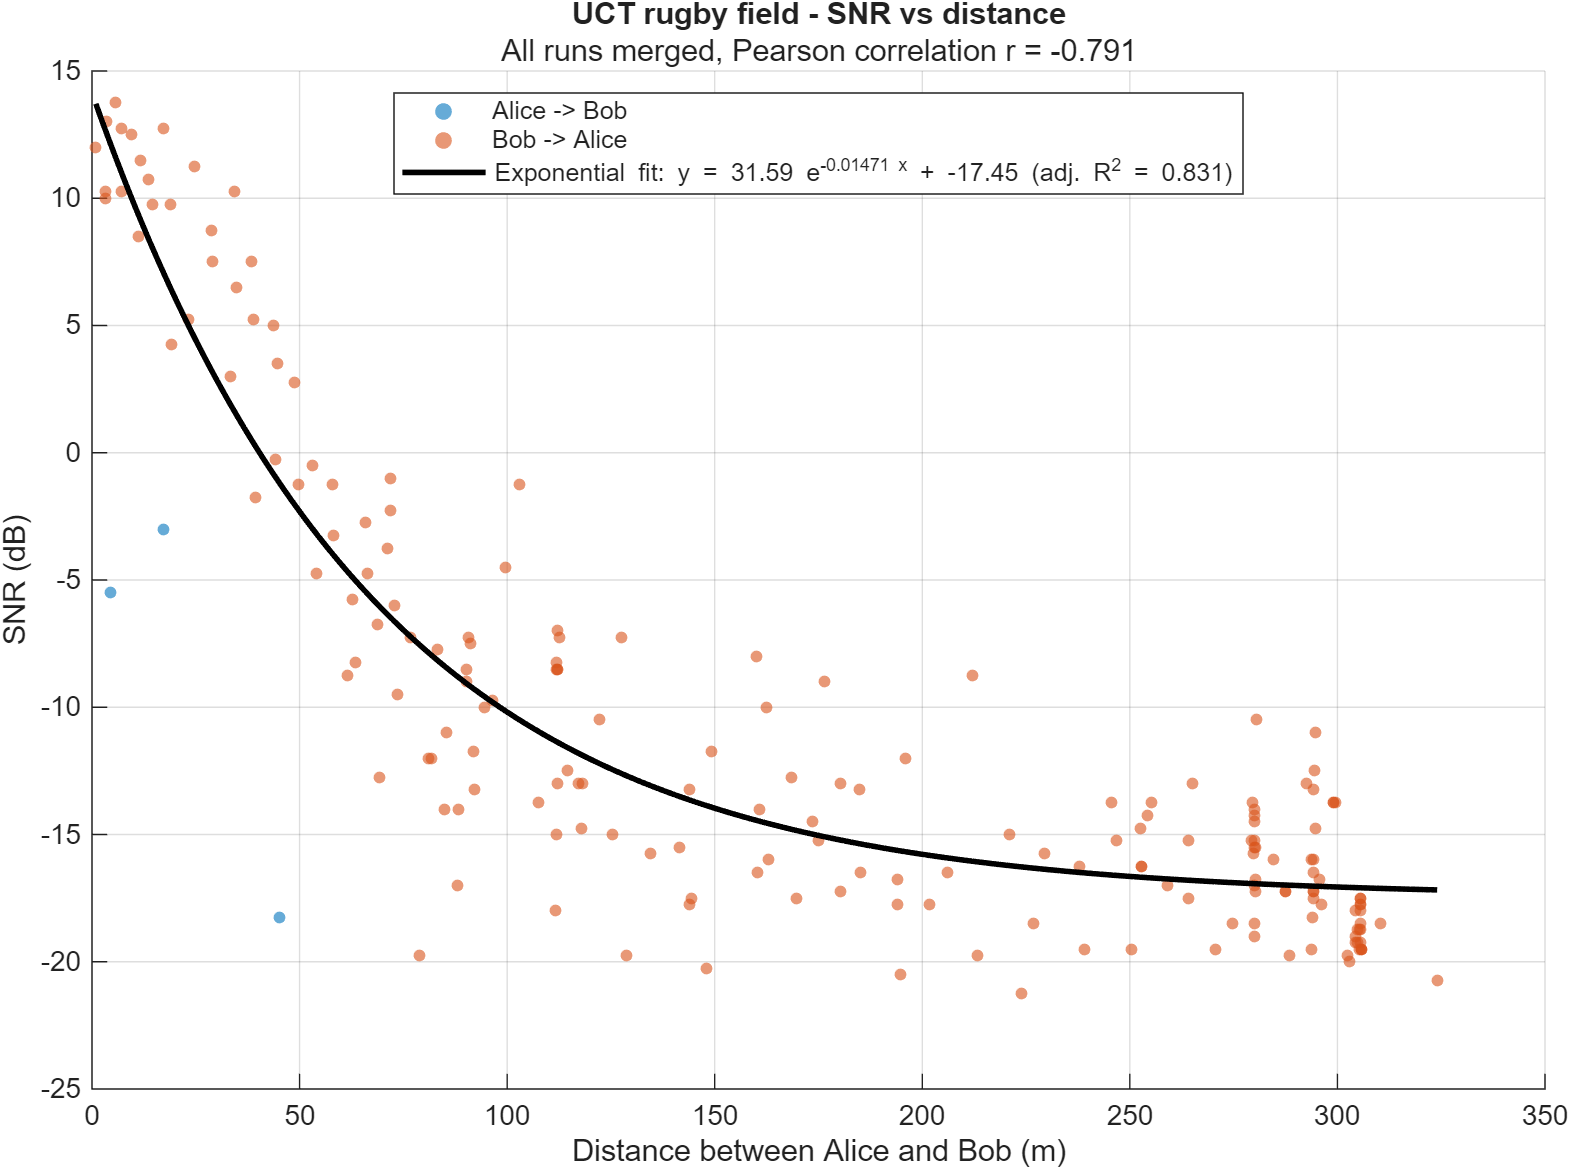 UCT rugby field - SNR vs distance
All runs merged, Pearson correlation r = -0.791
Alice -> Bob
Bob -> Alice
Exponential fit: y = 31.59 e^-0.01471 x + -17.45 (adj. R² = 0.831)
SNR (dB)
15
10
5
0
-5
-10
-15
-20
-25
0 50 100 150 200 250 300 350
Distance between Alice and Bob (m)